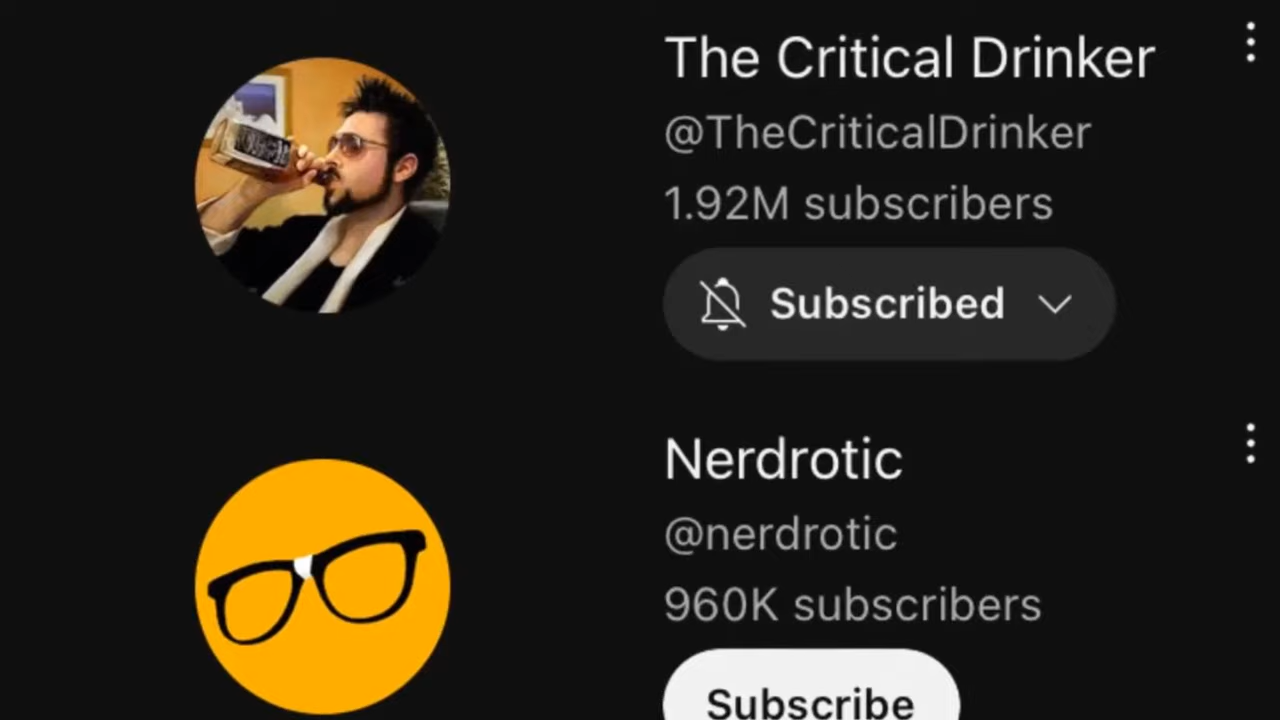 The Critical Drinker
@TheCriticalDrinker
1.92M subscribers
Subscribed
Nerdrotic
@nerdrotic
960K subscribers
Subscribe